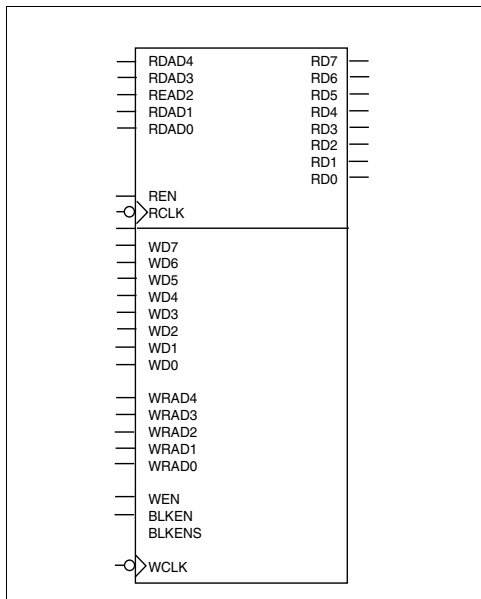 RDAD4 RD7
RDAD3 RD6
READ2 RD5
RDAD1 RD4
RDAD0 RD3
RD2
RD1
RD0
REN
RCLK
WD7
WD6
WD5
WD4
WD3
WD2
WD1
WD0
WRAD4
WRAD3
WRAD2
WRAD1
WRAD0
WEN
BLKEN
BLKENS
WCLK